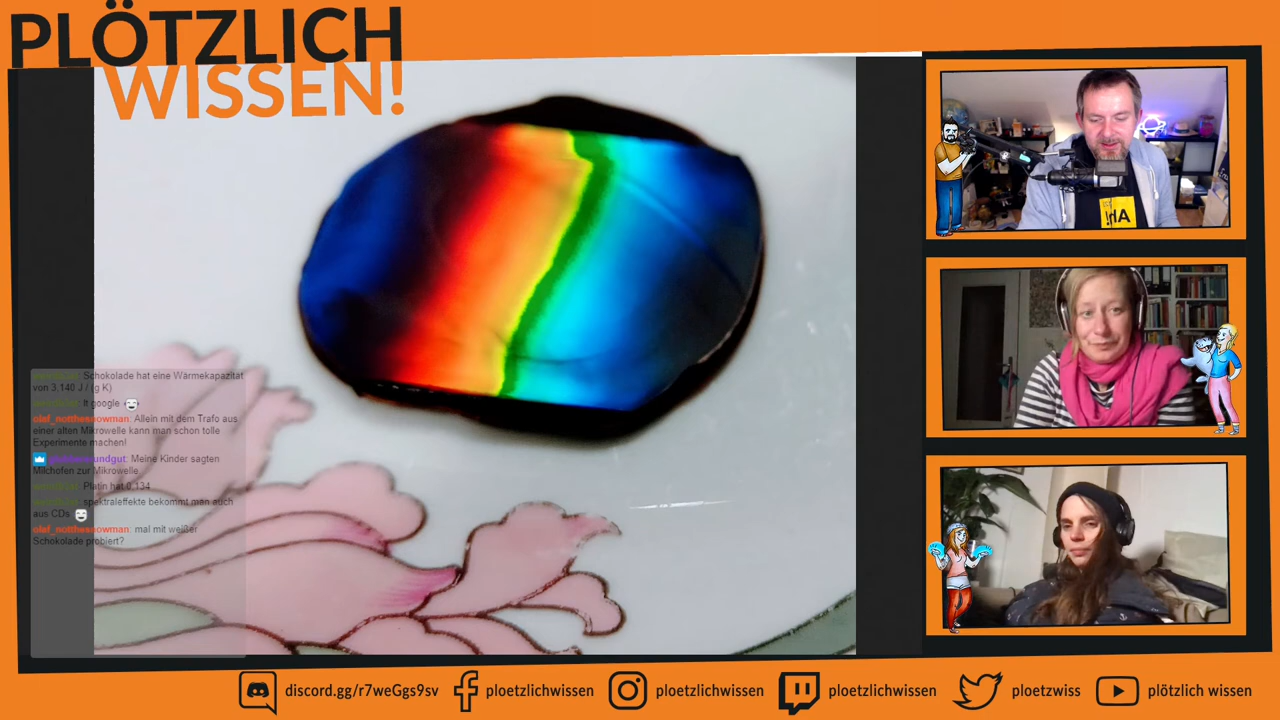 PLÖTZLICH
WISSEN!
Ah!
Schokolade hat eine Wärmekapazität
von 3.140 J / (g K)
lt google
olaf_notthesnowman: Allein mit dem Trafo aus
einer alten Mikrowelle kann man schon tolle
Experimente machen!
Meine Kinder sagten
Milchofen zur Mikrowelle
Platin hat 0,134
spektraleffekte bekommt man auch
aus CDs
olaf_notthesnowman: mal mit weißer
Schokolade probiert?
discord.gg/r7weGgs9sv
ploetzlichwissen
ploetzlichwissen
ploetzlichwissen
ploetzwiss
plötzlich wissen